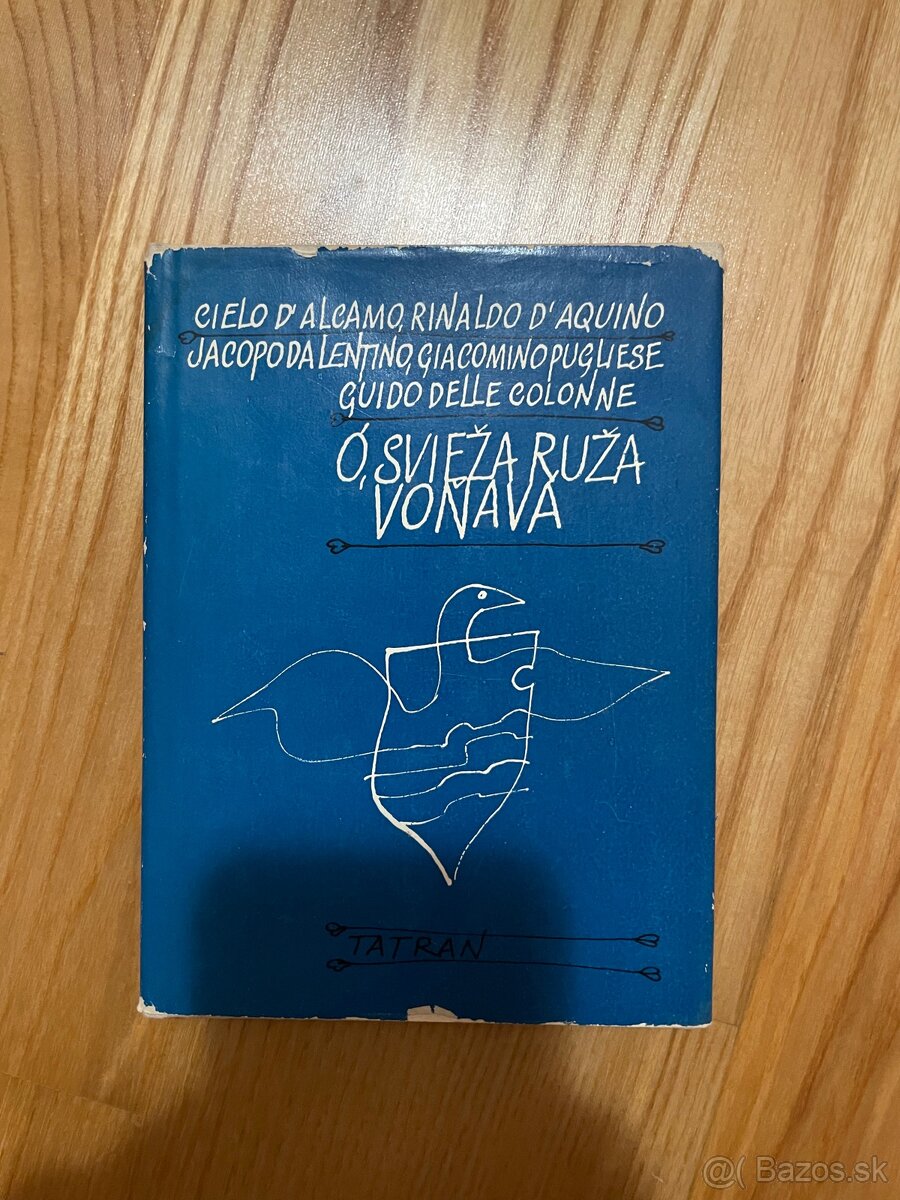 CIELO D'ALCAMO, RINALDO D'AQUINO
JACOPO DA LENTINO, GIACOMINO PUGLIESE
GUIDO DELLE COLONNE
Ó, SVIEŽA RUŽA
VOŇAVÁ
TATRAN
@( Bazos.sk